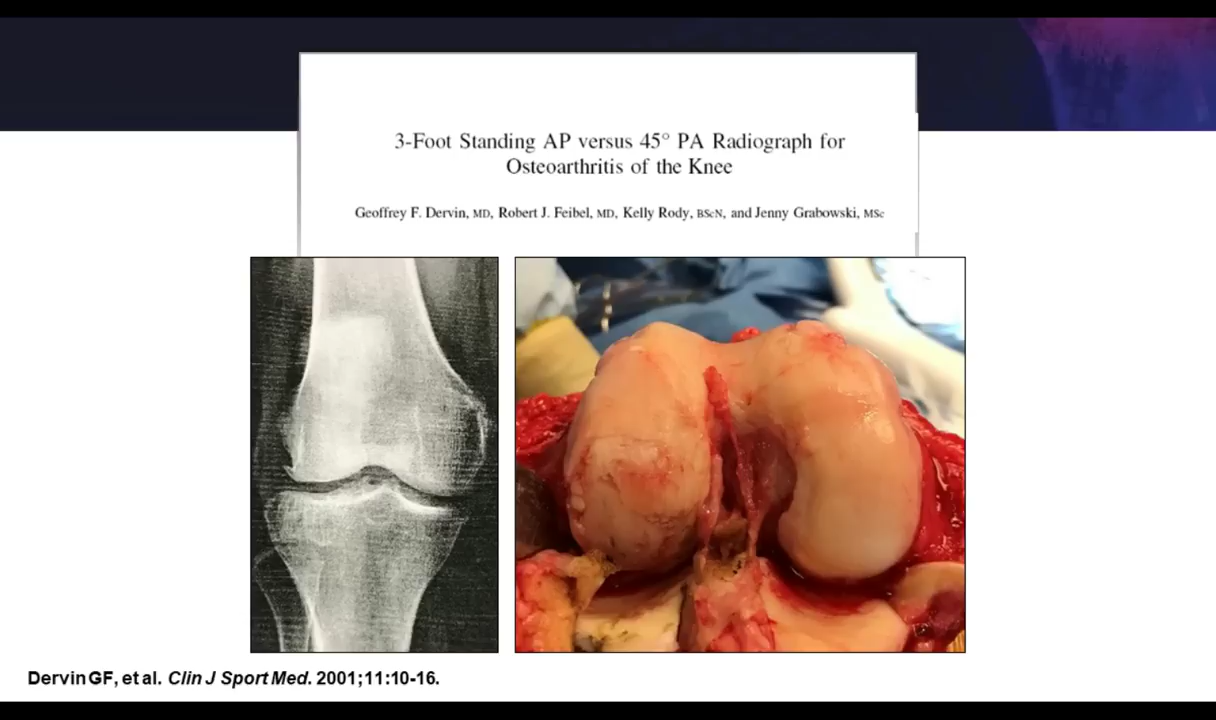 3-Foot Standing AP versus 45° PA Radiograph for
Osteoarthritis of the Knee
Geoffrey F. Dervin, MD, Robert J. Feibel, MD, Kelly Rody, BScN, and Jenny Grabowski, MSc
Dervin GF, et al. Clin J Sport Med. 2001;11:10-16.